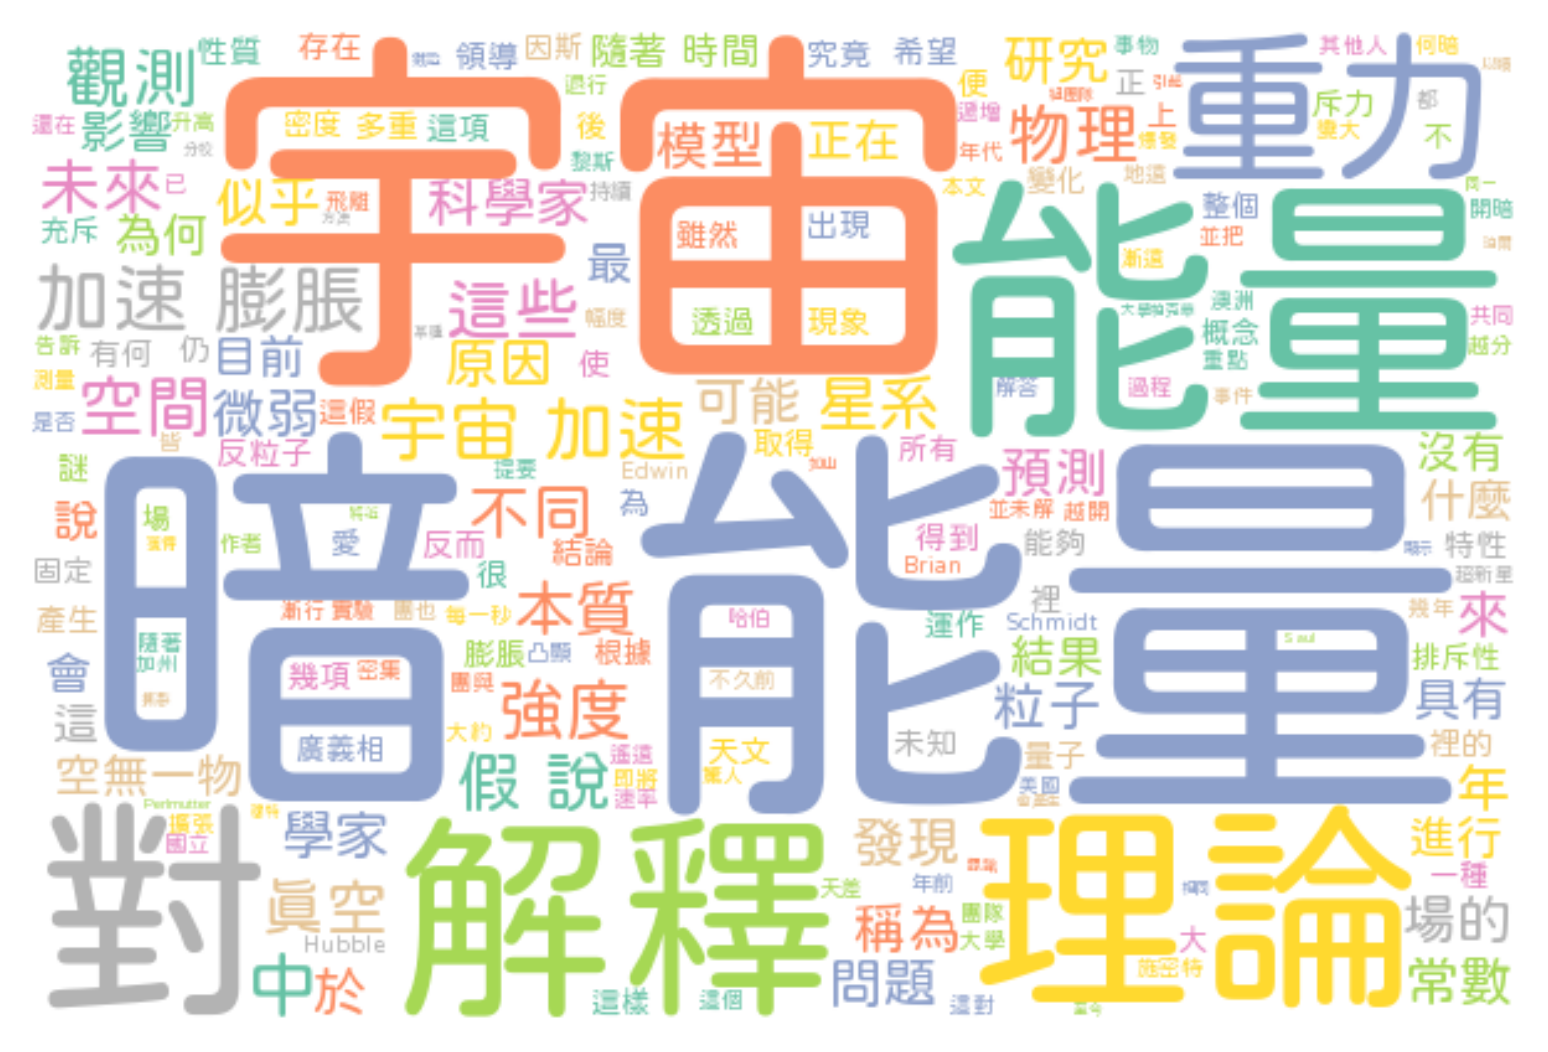 觀測
性質
存在
領導
因斯
隨著 時間
究竟
希望
研究
事物
其他人
何暗
重力
宇宙
退行
便
正
還在
影響
升高
分校
密度
多重
這項
後
模型
正在
遞增
年代
物理
上
爆發
斥力
變大
都
不
未來
已
似乎
飛離
方法
科學家
黎斯
持續
本文
變化
地遠
同一
充斥
為何
最
雖然
出現
能量
整個
並把
開暗
漸遠
加速 膨脹
這些
幅度
透過
現象
澳洲
概念
重點
共同
越分
告訴
有何
仍
目前
原因
使
測量
空間
微弱
這假
宇宙 加速
可能
星系
解答
過程
事件
是否
皆
反粒子
提要
Edwin
取得
所有
預測
沒有
謎
說
暗能量
場
作者
愛
反而
不同
結論
為
並未解
越開
什麼
得到
Brian
能夠
顯示
特性
超新星
固定
很
產生
漸行
實驗
團也
每一秒
本質
哈伯
運作
裡
Schmidt
幾年
來
隨著
加州
Saul
會
幾項
密集
膨脹
凸顯
根據
團與
不久前
結果
排斥性
這
廣義相
大約
強度
天文
未知
粒子
量子
具有
裡的
空無一物
假 說
遙遠
即將
速率
驚人
美國
年
Perlmutter
擴張
國立
學家
對
解釋
發現
理論
進行
一種
真空
天差
年前
Hubble
稱為
團隊
大學
大
場的
中
於
問題
施密特
常數
這樣
這個
這對